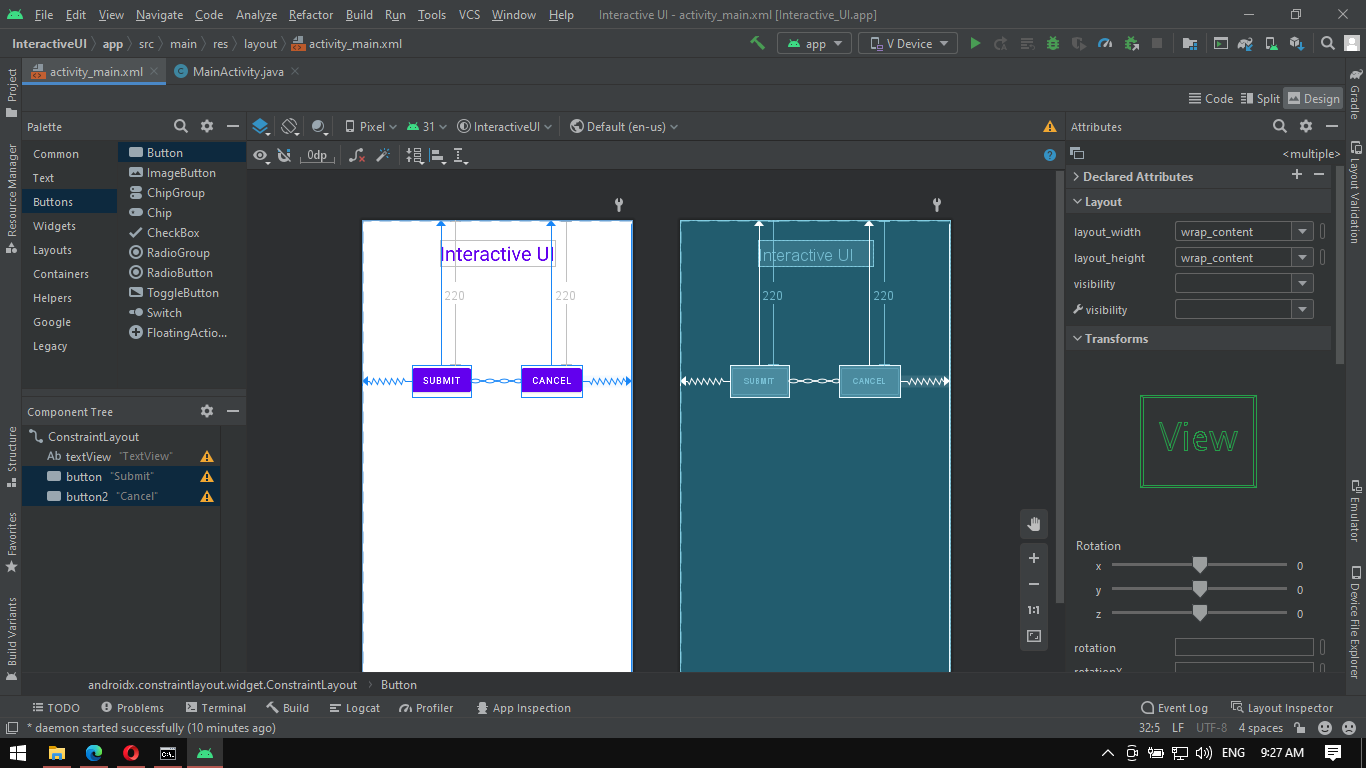 File Edit View Navigate Code Analyze Refactor Build Run Tools VCS Window Help Interactive UI - activity_main.xml [Interactive_UI.app]
InteractiveUI app src main res layout activity_main.xml app V Device
activity_main.xml MainActivity.java
Code Split Design
Palette
Common
Text
Buttons
Widgets
Layouts
Containers
Helpers
Google
Legacy
Button
ImageButton
ChipGroup
Chip
CheckBox
RadioGroup
RadioButton
ToggleButton
Switch
FloatingActio...
Component Tree
ConstraintLayout
Ab textView "TextView"
button "Submit"
button2 "Cancel"
Pixel 31 InteractiveUI Default (en-us)
0dp
Interactive UI
220 220
SUBMIT CANCEL
Interactive UI
220 220
SUBMIT CANCEL
1:1
Attributes
<multiple>
Declared Attributes
Layout
layout_width wrap_content
layout_height wrap_content
visibility
visibility
Transforms
View
Rotation
x 0
y 0
z 0
rotation
rotationX
Project
Resource Manager
Structure
Favorites
Build Variants
Gradle
Layout Validation
Emulator
Device File Explorer
androidx.constraintlayout.widget.ConstraintLayout Button
TODO Problems Terminal Build Logcat Profiler App Inspection Event Log Layout Inspector
* daemon started successfully (10 minutes ago) 32:5 LF UTF-8 4 spaces
ENG 9:27 AM